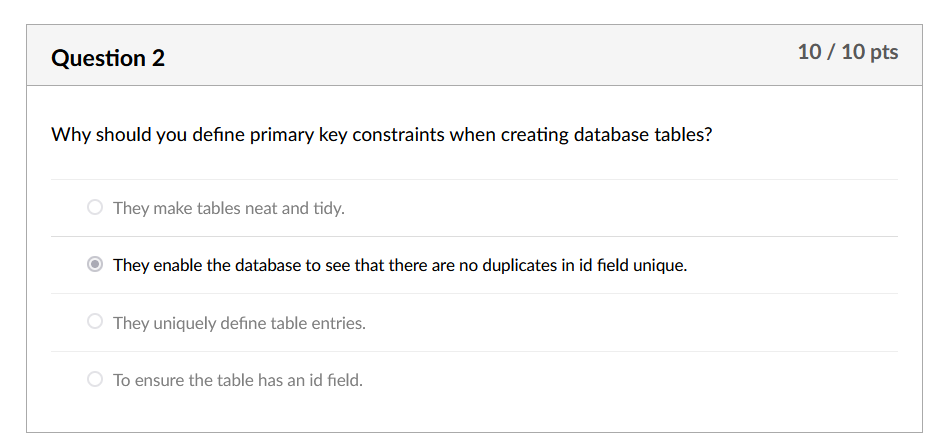 Question 2
10 / 10 pts
Why should you define primary key constraints when creating database tables?
They make tables neat and tidy.
They enable the database to see that there are no duplicates in id field unique.
They uniquely define table entries.
To ensure the table has an id field.